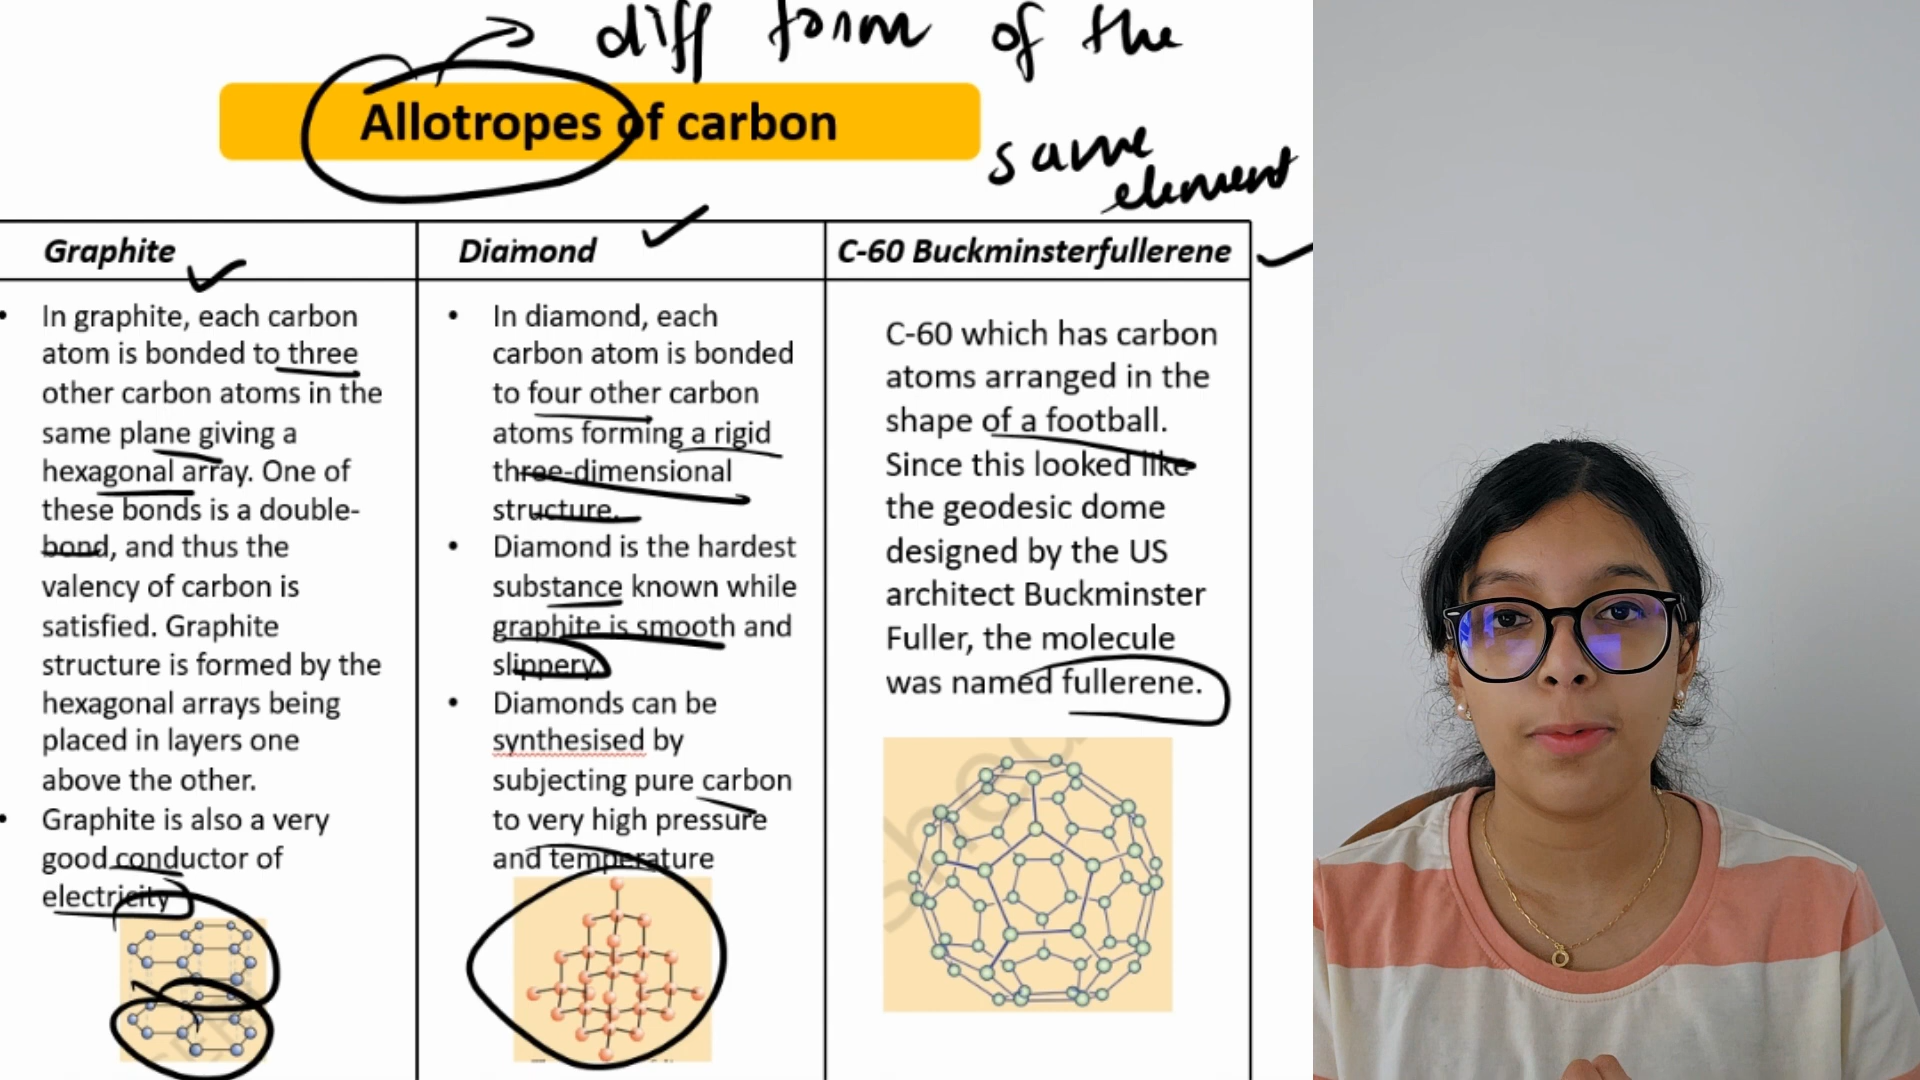 diff form of the
Allotropes of carbon
same
element
Graphite
Diamond
C-60 Buckminsterfullerene
• In graphite, each carbon
atom is bonded to three
other carbon atoms in the
same plane giving a
hexagonal array. One of
these bonds is a double-
bond, and thus the
valency of carbon is
satisfied. Graphite
structure is formed by the
hexagonal arrays being
placed in layers one
above the other.
• Graphite is also a very
good conductor of
electricity
• In diamond, each
carbon atom is bonded
to four other carbon
atoms forming a rigid
three-dimensional
structure.
• Diamond is the hardest
substance known while
graphite is smooth and
slippery.
• Diamonds can be
synthesised by
subjecting pure carbon
to very high pressure
and temperature
C-60 which has carbon
atoms arranged in the
shape of a football.
Since this looked like
the geodesic dome
designed by the US
architect Buckminster
Fuller, the molecule
was named fullerene.